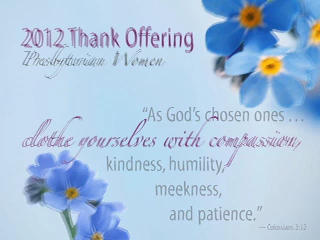 2012 Thank Offering
Presbyterian Women
“As God’s chosen ones . . .
clothe yourselves with compassion,
kindness, humility,
meekness,
and patience.”
— Colossians 3:12